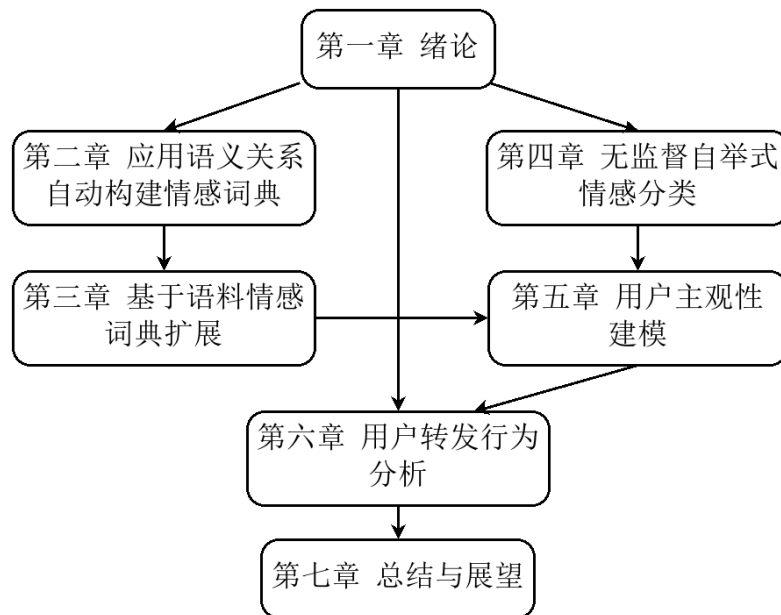 第一章 绪论
第二章 应用语义关系
自动构建情感词典
第四章 无监督自举式
情感分类
第三章 基于语料情感
词典扩展
第五章 用户主观性
建模
第六章 用户转发行为
分析
第七章 总结与展望